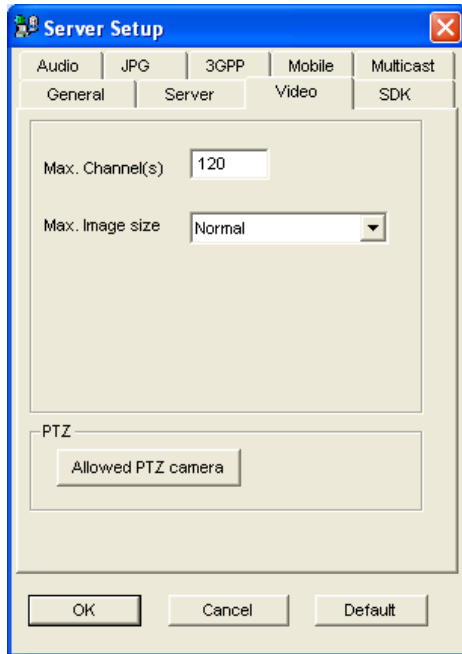 Server Setup
Audio JPG 3GPP Mobile Multicast
General Server Video SDK
Max. Channel(s) 120
Max. Image size Normal
PTZ
Allowed PTZ camera
OK Cancel Default